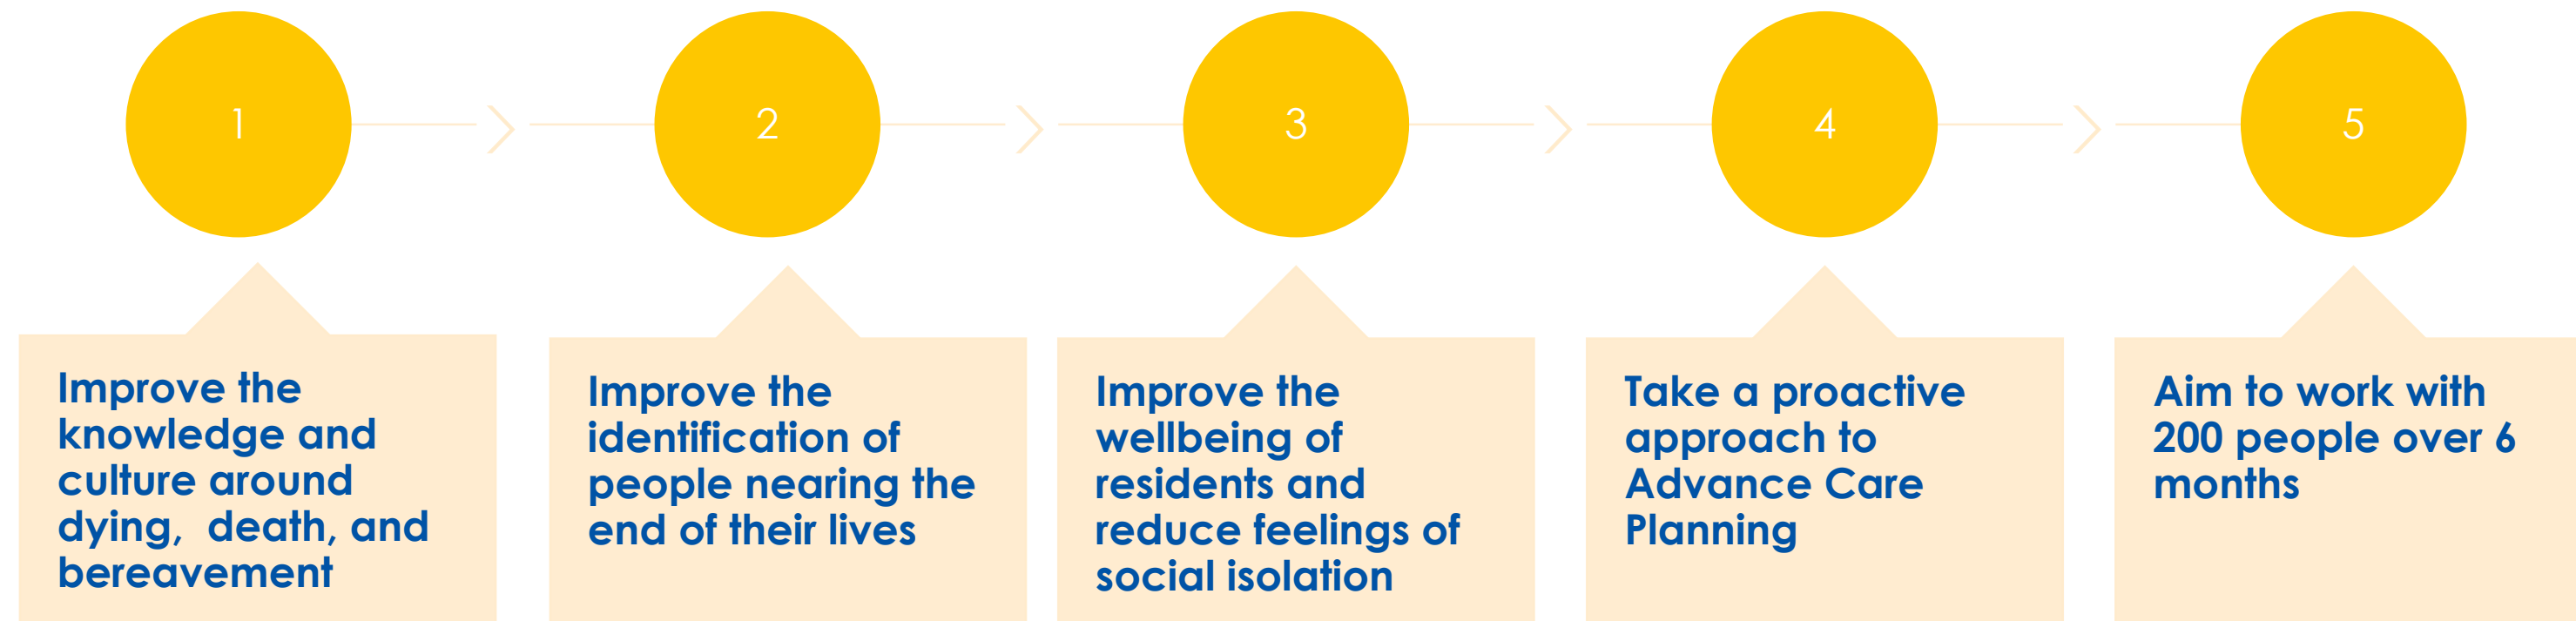 1
2
3
4
5
Improve the
knowledge and
culture around
dying,  death, and
bereavement
Improve the
identification of
people nearing the
end of their lives
Improve the
wellbeing of
residents and
reduce feelings of
social isolation
Take a proactive
approach to
Advance Care
Planning
Aim to work with
200 people over 6
months